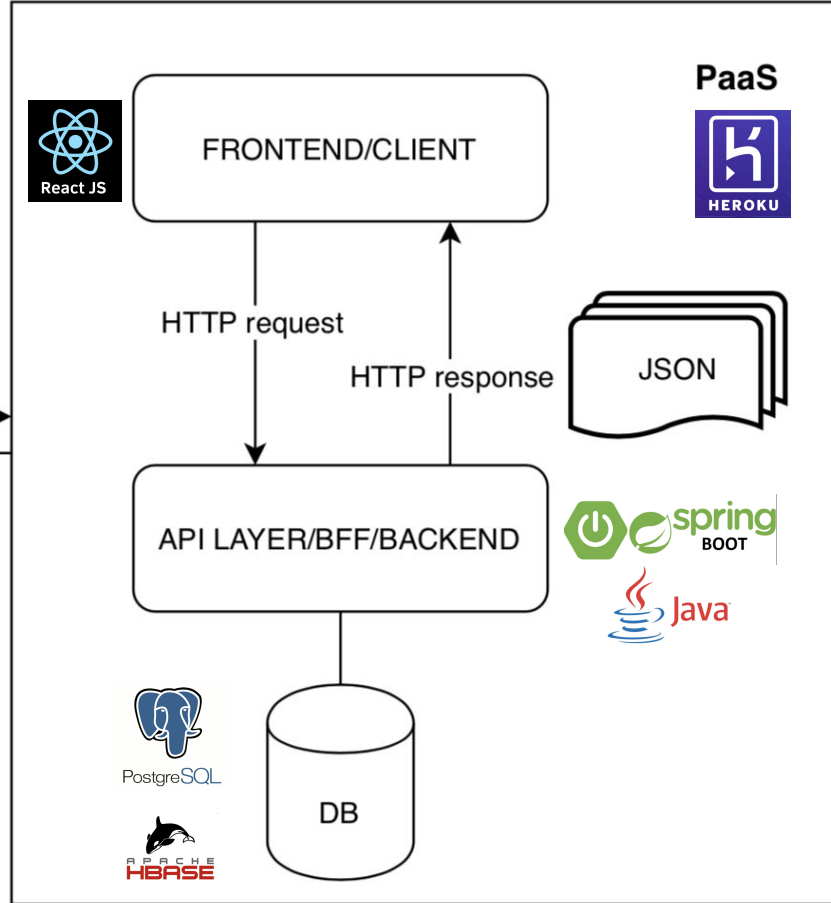 PaaS
FRONTEND/CLIENT
React JS
HEROKU
HTTP request
HTTP response
JSON
API LAYER/BFF/BACKEND
spring
BOOT
Java
PostgreSQL
DB
APACHE
HBASE